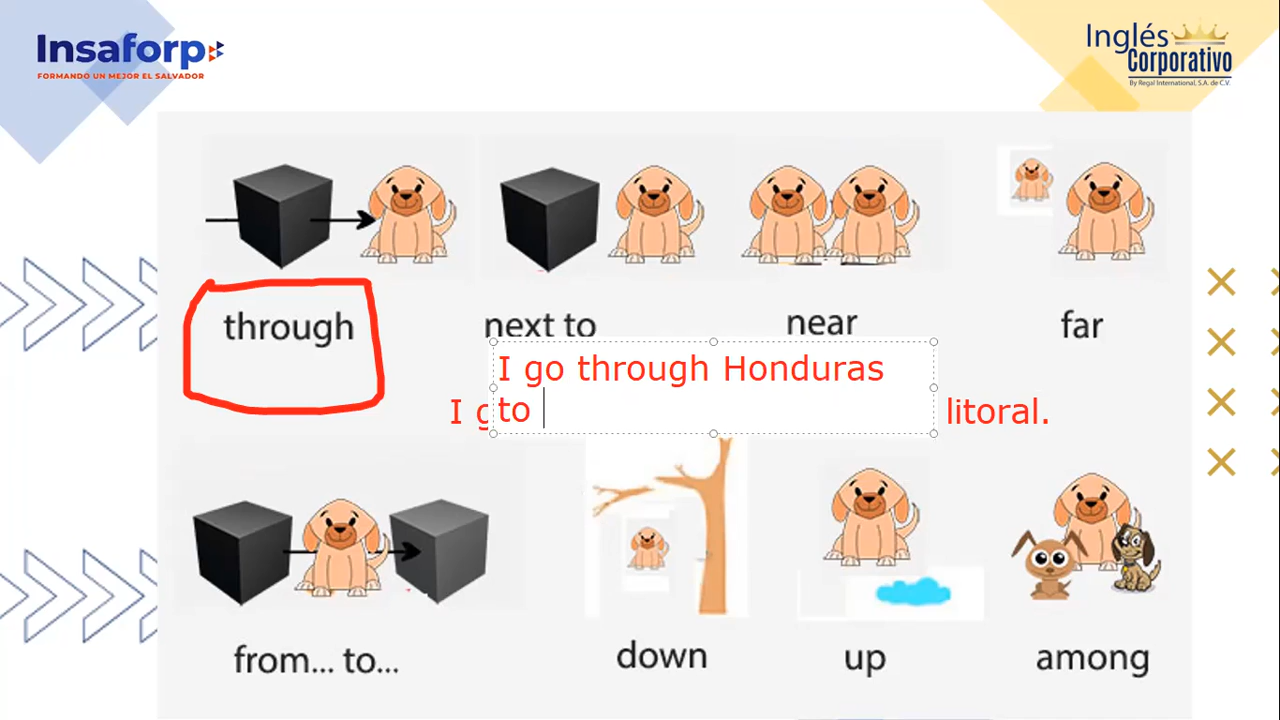 Insaforp
FORMANDO UN MEJOR EL SALVADOR
Inglés
Corporativo
By Regal International, S.A. de C.V.
through
next to
near
far
I go through Honduras
to
I g
litoral.
from... to...
down
up
among